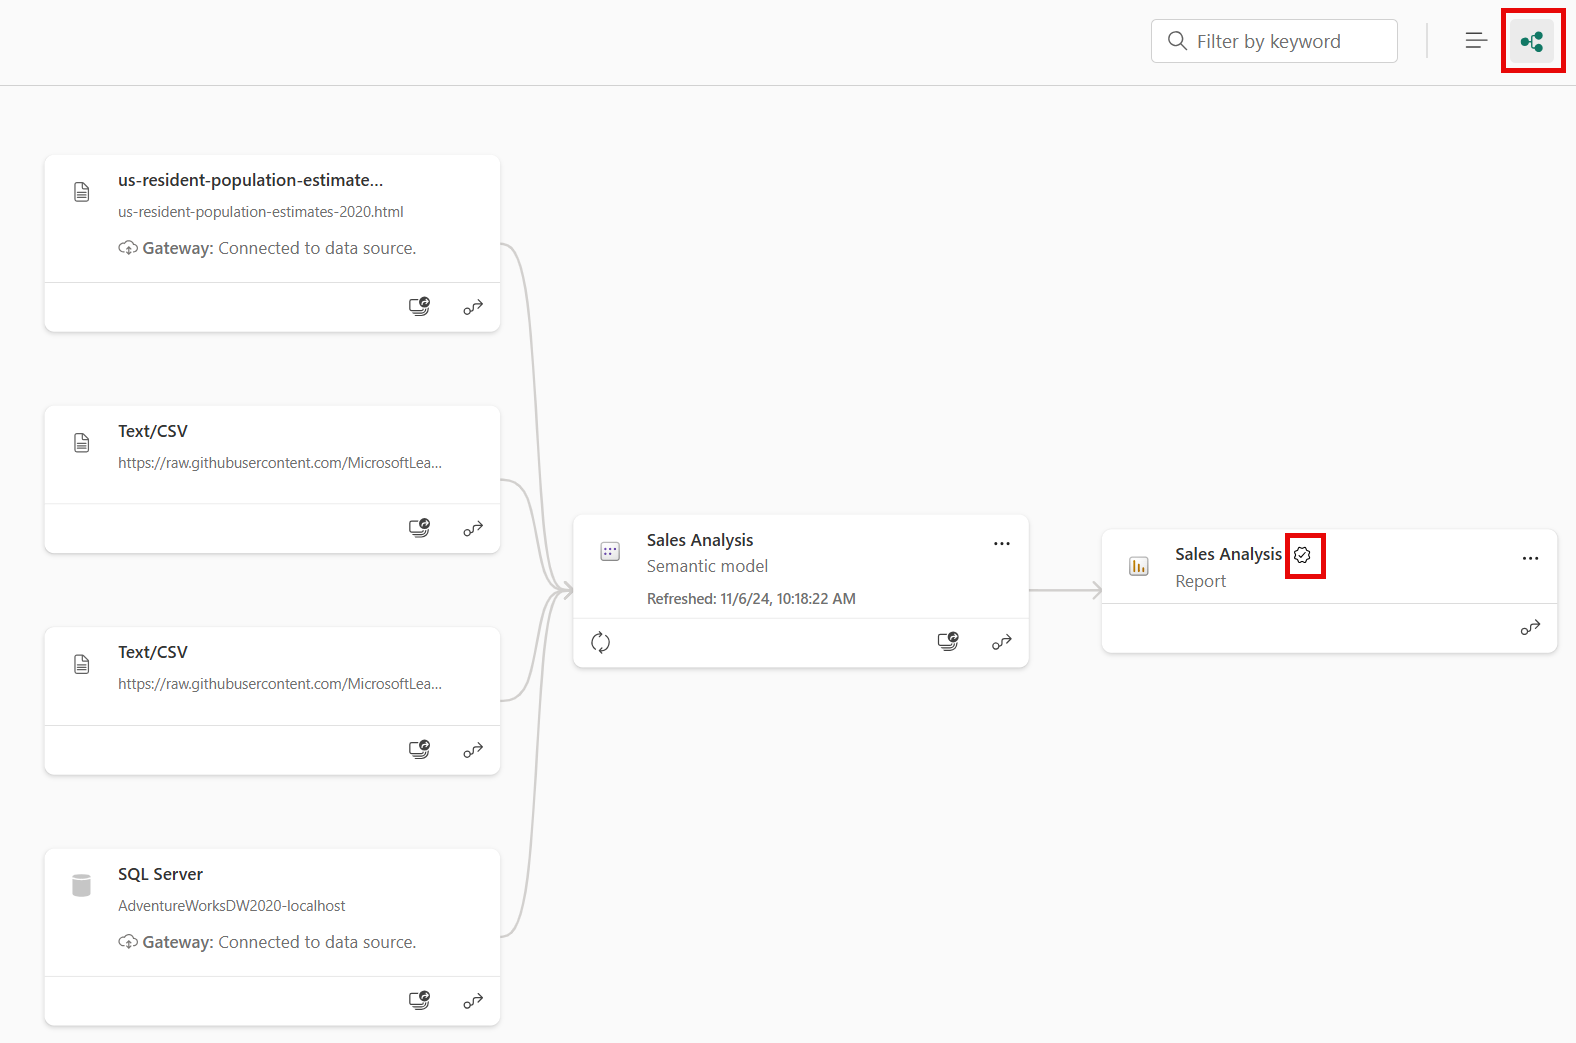 Filter by keyword
us-resident-population-estimate...
us-resident-population-estimates-2020.html
Gateway: Connected to data source.
Text/CSV
https://raw.githubusercontent.com/MicrosoftLea...
Text/CSV
https://raw.githubusercontent.com/MicrosoftLea...
SQL Server
AdventureWorksDW2020-localhost
Gateway: Connected to data source.
Sales Analysis
Semantic model
Refreshed: 11/6/24, 10:18:22 AM
Sales Analysis
Report